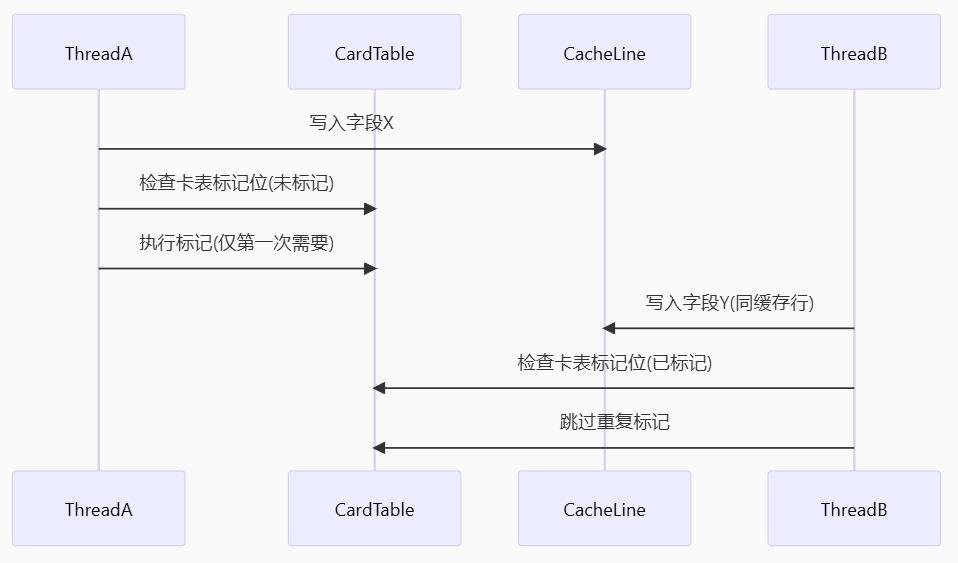 ThreadA
CardTable
CacheLine
ThreadB
写入字段X
检查卡表标记位(未标记)
执行标记(仅第一次需要)
写入字段Y(同缓存行)
检查卡表标记位(已标记)
跳过重复标记
ThreadA
CardTable
CacheLine
ThreadB